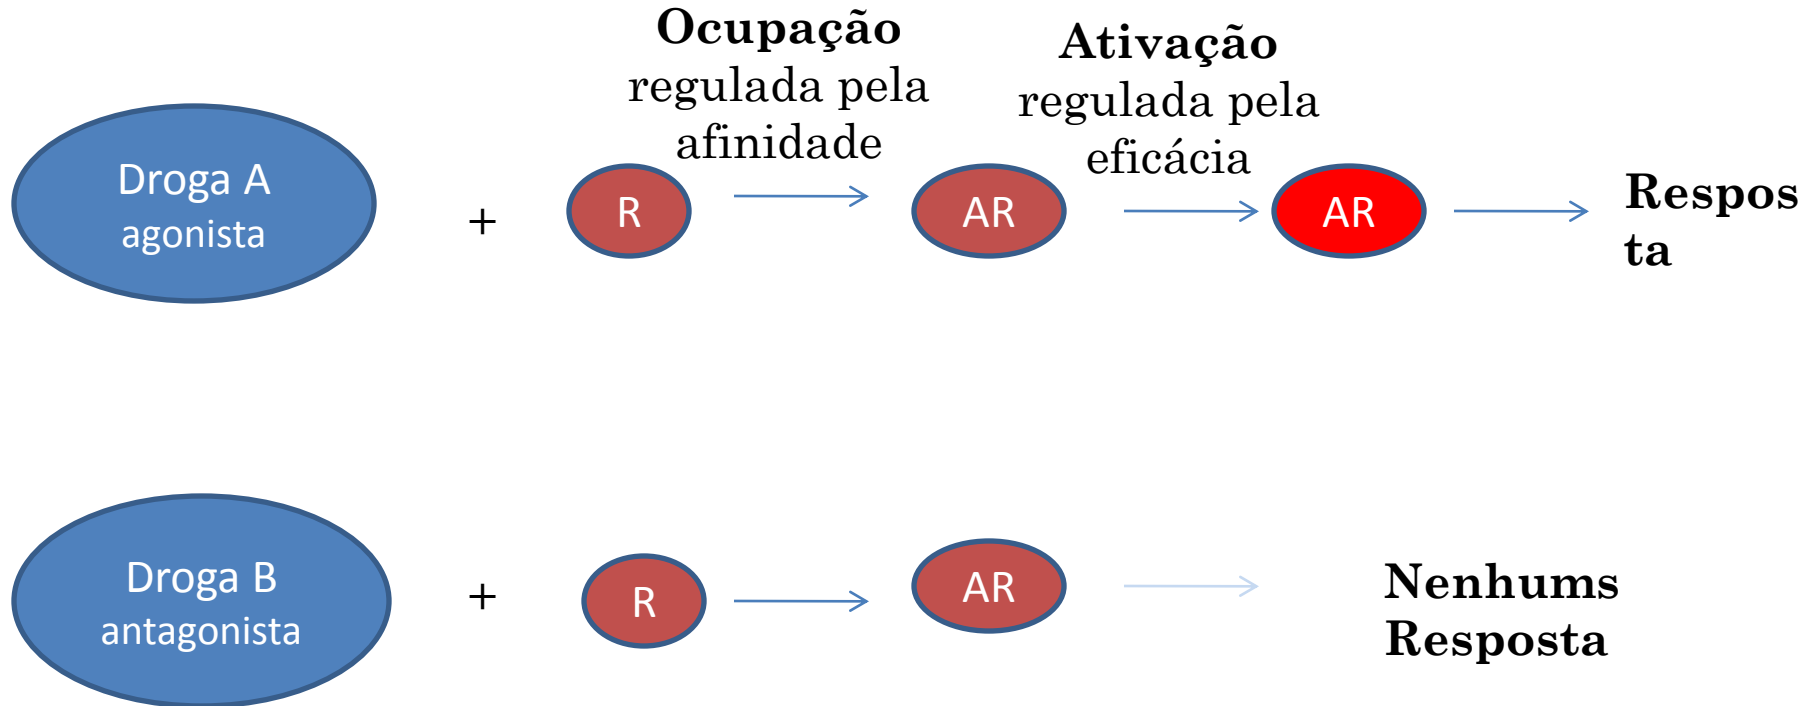 Ocupação
regulada pela
afinidade
Ativação
regulada pela
eficácia
Droga A
agonista
+
R
AR
AR
Respos
ta
Droga B
antagonista
+
R
AR
Nenhums
Resposta